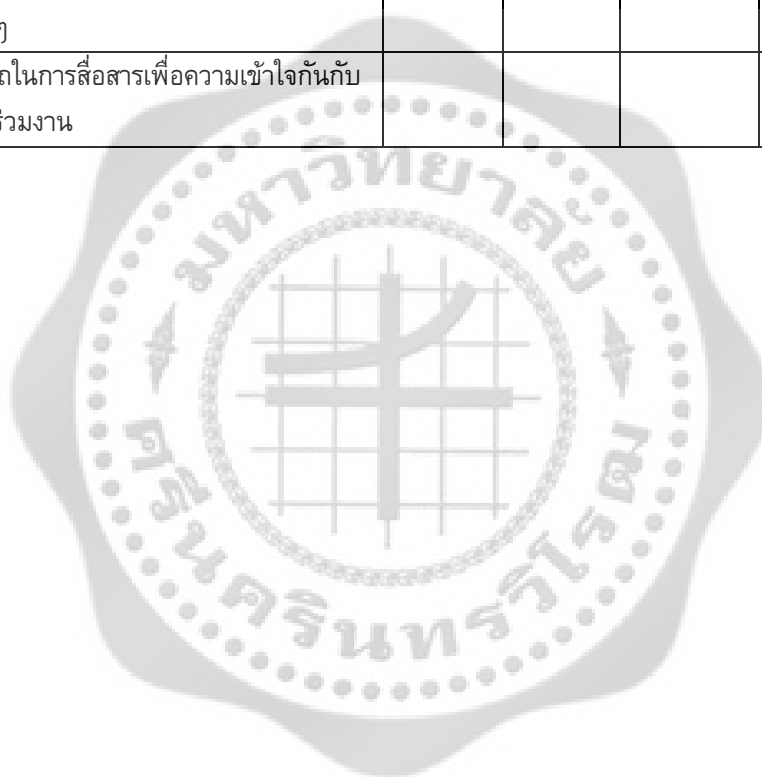 ๆ
ถในการสื่อสารเพื่อความเข้าใจกันกับ
ร่วมงาน
มหาวิทยาลัย
ศรีนครินทรวิโรฒ